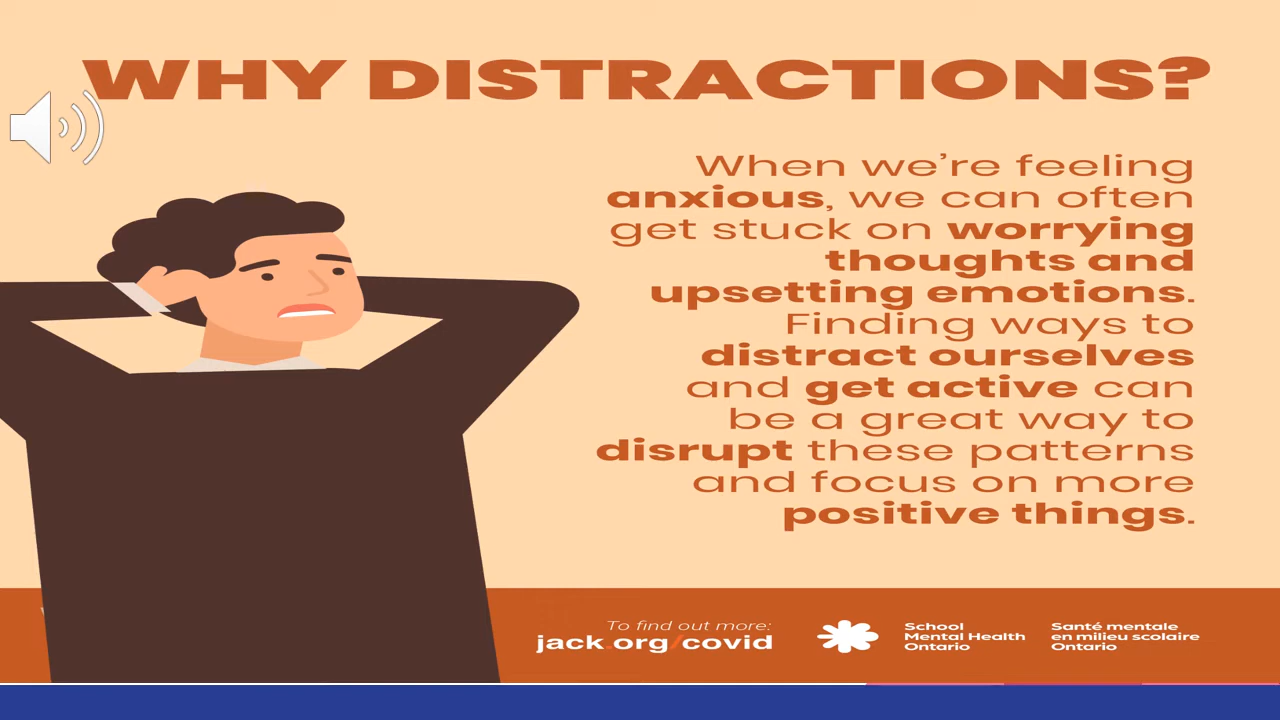 WHY DISTRACTIONS?
When we’re feeling
anxious, we can often
get stuck on worrying
thoughts and
upsetting emotions.
Finding ways to
distract ourselves
and get active can
be a great way to
disrupt these patterns
and focus on more
positive things.
To find out more:
jack.org/covid
School
Mental Health
Ontario
Santé mentale
en milieu scolaire
Ontario